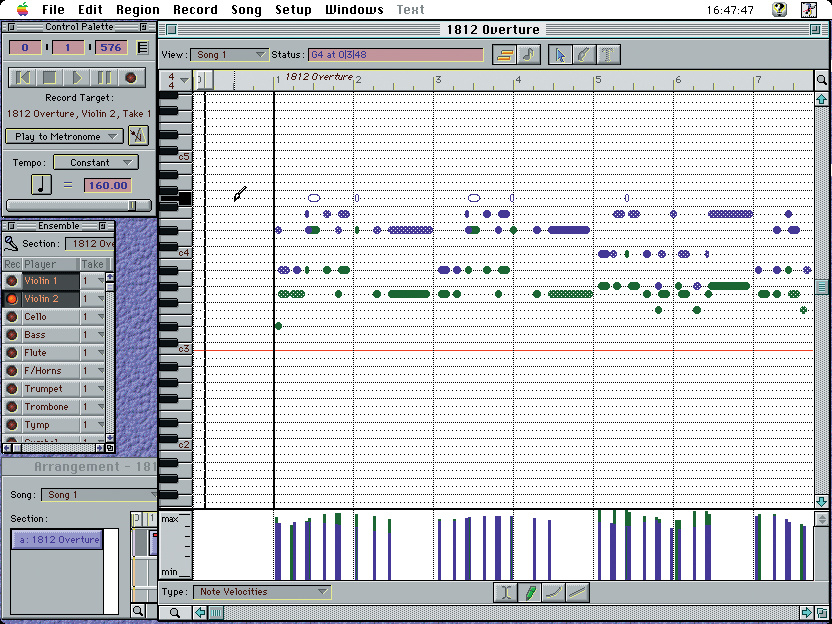 File Edit Region Record Song Setup Windows Text 16:47:47
Control Palette
0 1 576
Record Target:
1812 Overture, Violin 2, Take 1
Play to Metronome
Tempo: Constant
= 160.00
Ensemble
Section: 1812 Ov
Rec Player Take
Violin 1 1
Violin 2 1
Cello 1
Bass 1
Flute 1
F/Horns 1
Trumpet 1
Trombone 1
Tymp 1
Arrangement - 181
Song: Song 1
Section:
a: 1812 Overture
1812 Overture
View: Song 1 Status: G4 at 0|3|48
4
4
1812 Overture
0 1 2 3 4 5 6 7
c5
c4
c3
c2
max
min
Type: Note Velocities